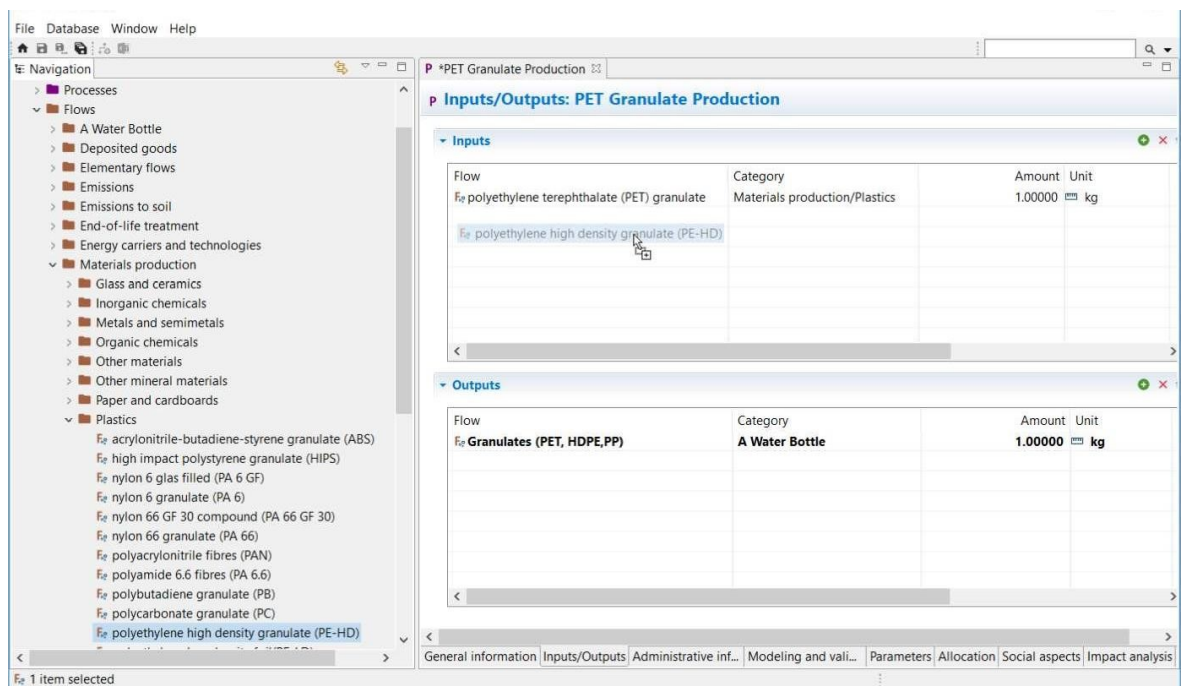 File Database Window Help
Navigation
Processes
Flows
A Water Bottle
Deposited goods
Elementary flows
Emissions
Emissions to soil
End-of-life treatment
Energy carriers and technologies
Materials production
Glass and ceramics
Inorganic chemicals
Metals and semimetals
Organic chemicals
Other materials
Other mineral materials
Paper and cardboards
Plastics
acrylonitrile-butadiene-styrene granulate (ABS)
high impact polystyrene granulate (HIPS)
nylon 6 glas filled (PA 6 GF)
nylon 6 granulate (PA 6)
nylon 66 GF 30 compound (PA 66 GF 30)
nylon 66 granulate (PA 66)
polyacrylonitrile fibres (PAN)
polyamide 6.6 fibres (PA 6.6)
polybutadiene granulate (PB)
polycarbonate granulate (PC)
polyethylene high density granulate (PE-HD)
1 item selected
P *PET Granulate Production
P Inputs/Outputs: PET Granulate Production
Inputs
Flow Category Amount Unit
polyethylene terephthalate (PET) granulate Materials production/Plastics 1.00000 kg
polyethylene high density granulate (PE-HD)
Outputs
Flow Category Amount Unit
Granulates (PET, HDPE,PP) A Water Bottle 1.00000 kg
General information Inputs/Outputs Administrative inf... Modeling and vali... Parameters Allocation Social aspects Impact analysis